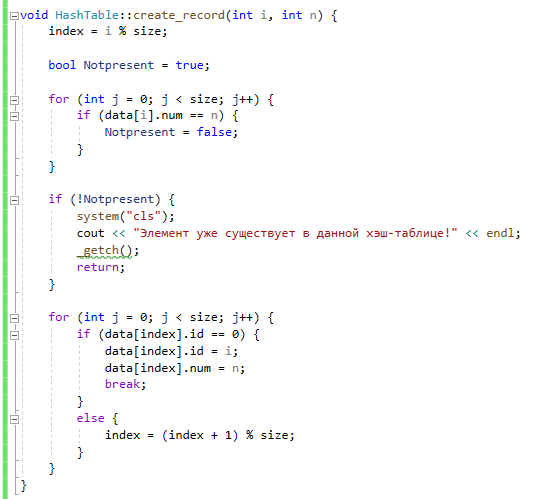 void HashTable::create_record(int i, int n) {
index = i % size;
bool Notpresent = true;
for (int j = 0; j < size; j++) {
if (data[i].num == n) {
Notpresent = false;
}
}
if (!Notpresent) {
system("cls");
cout << "Элемент уже существует в данной хэш-таблице!" << endl;
_getch();
return;
}
for (int j = 0; j < size; j++) {
if (data[index].id == 0) {
data[index].id = i;
data[index].num = n;
break;
}
else {
index = (index + 1) % size;
}
}
}